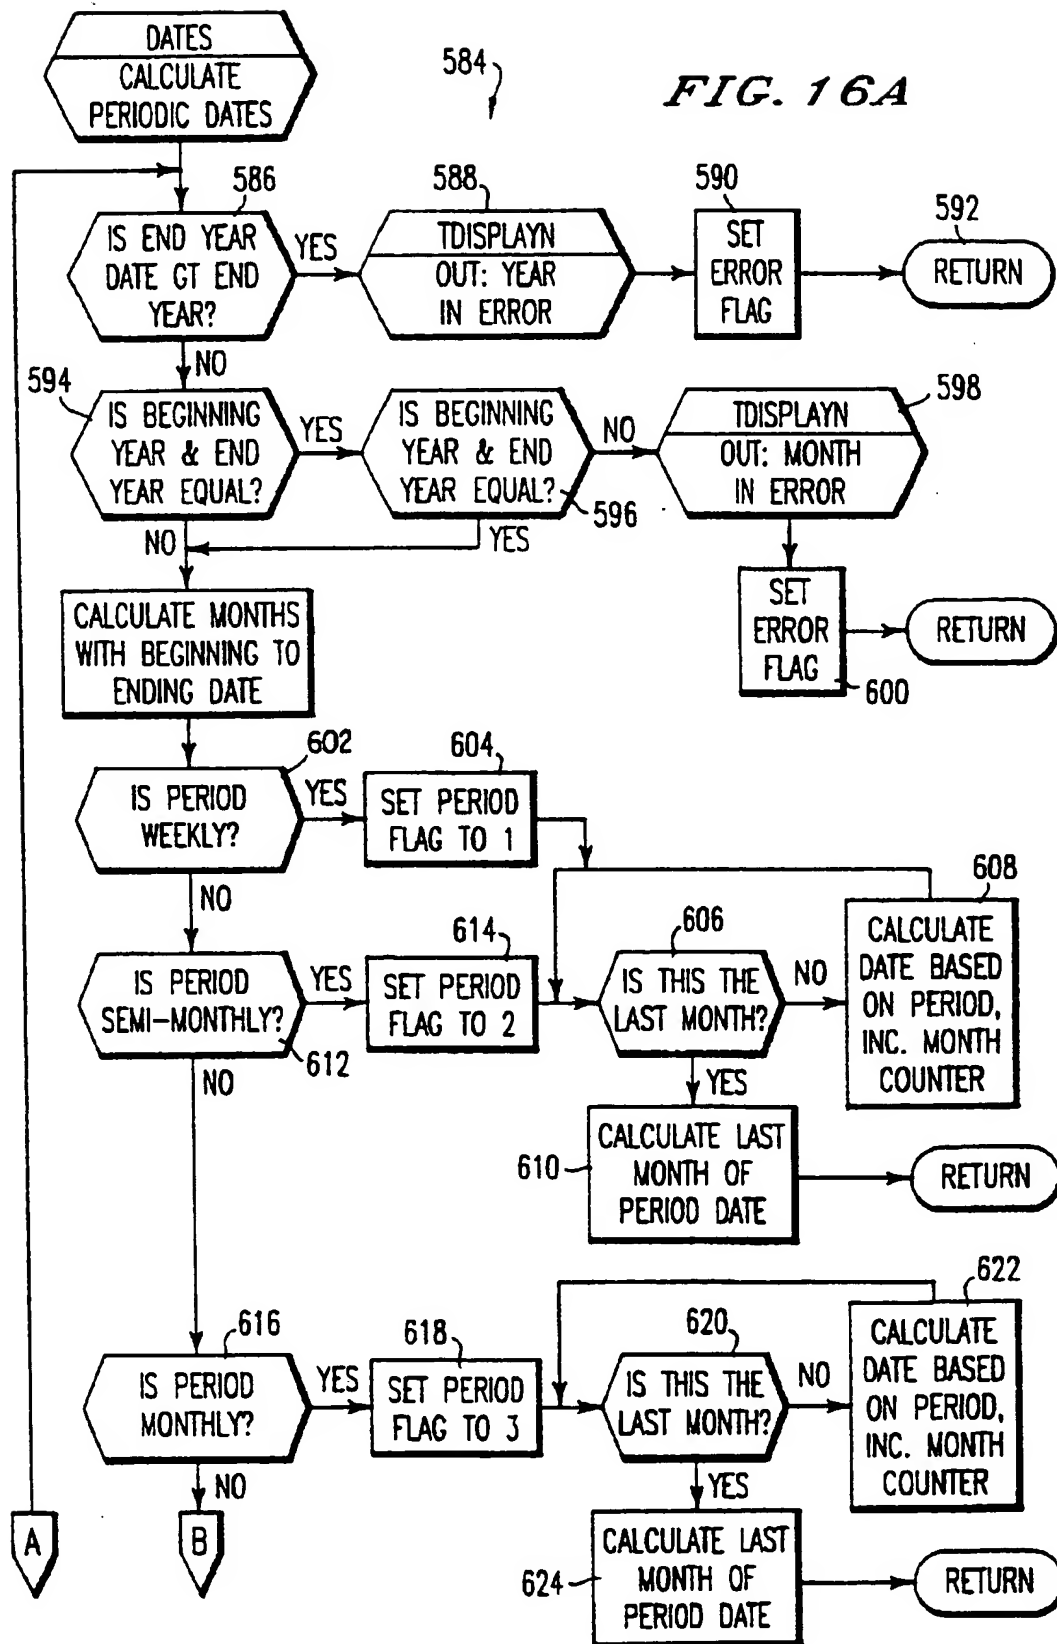 DATES
CALCULATE
PERIODIC DATES
584
FIG. 16A
586
IS END YEAR
DATE GT END
YEAR?
YES
588
TDISPLAYN
OUT: YEAR
IN ERROR
590
SET
ERROR
FLAG
592
RETURN
NO
594
IS BEGINNING
YEAR & END
YEAR EQUAL?
YES
IS BEGINNING
YEAR & END
YEAR EQUAL?
596
NO
598
TDISPLAYN
OUT: MONTH
IN ERROR
NO
YES
CALCULATE MONTHS
WITH BEGINNING TO
ENDING DATE
SET
ERROR
FLAG
600
RETURN
602
IS PERIOD
WEEKLY?
YES
604
SET PERIOD
FLAG TO 1
NO
608
CALCULATE
DATE BASED
ON PERIOD,
INC. MONTH
COUNTER
IS PERIOD
SEMI-MONTHLY?
612
YES
614
SET PERIOD
FLAG TO 2
606
IS THIS THE
LAST MONTH?
NO
NO
YES
610
CALCULATE LAST
MONTH OF
PERIOD DATE
RETURN
616
IS PERIOD
MONTHLY?
YES
618
SET PERIOD
FLAG TO 3
620
IS THIS THE
LAST MONTH?
NO
622
CALCULATE
DATE BASED
ON PERIOD,
INC. MONTH
COUNTER
NO
YES
A
B
624
CALCULATE LAST
MONTH OF
PERIOD DATE
RETURN